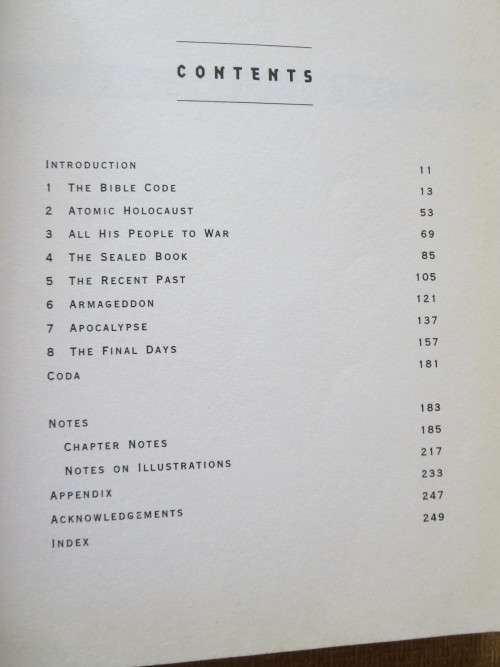 CONTENTS
Introduction 11
1 The Bible Code 13
2 Atomic Holocaust 53
3 All His People to War 69
4 The Sealed Book 85
5 The Recent Past 105
6 Armageddon 121
7 Apocalypse 137
8 The Final Days 157
Coda 181
Notes 183
Chapter Notes 185
Notes on Illustrations 217
Appendix 233
Acknowledgements 247
Index 249